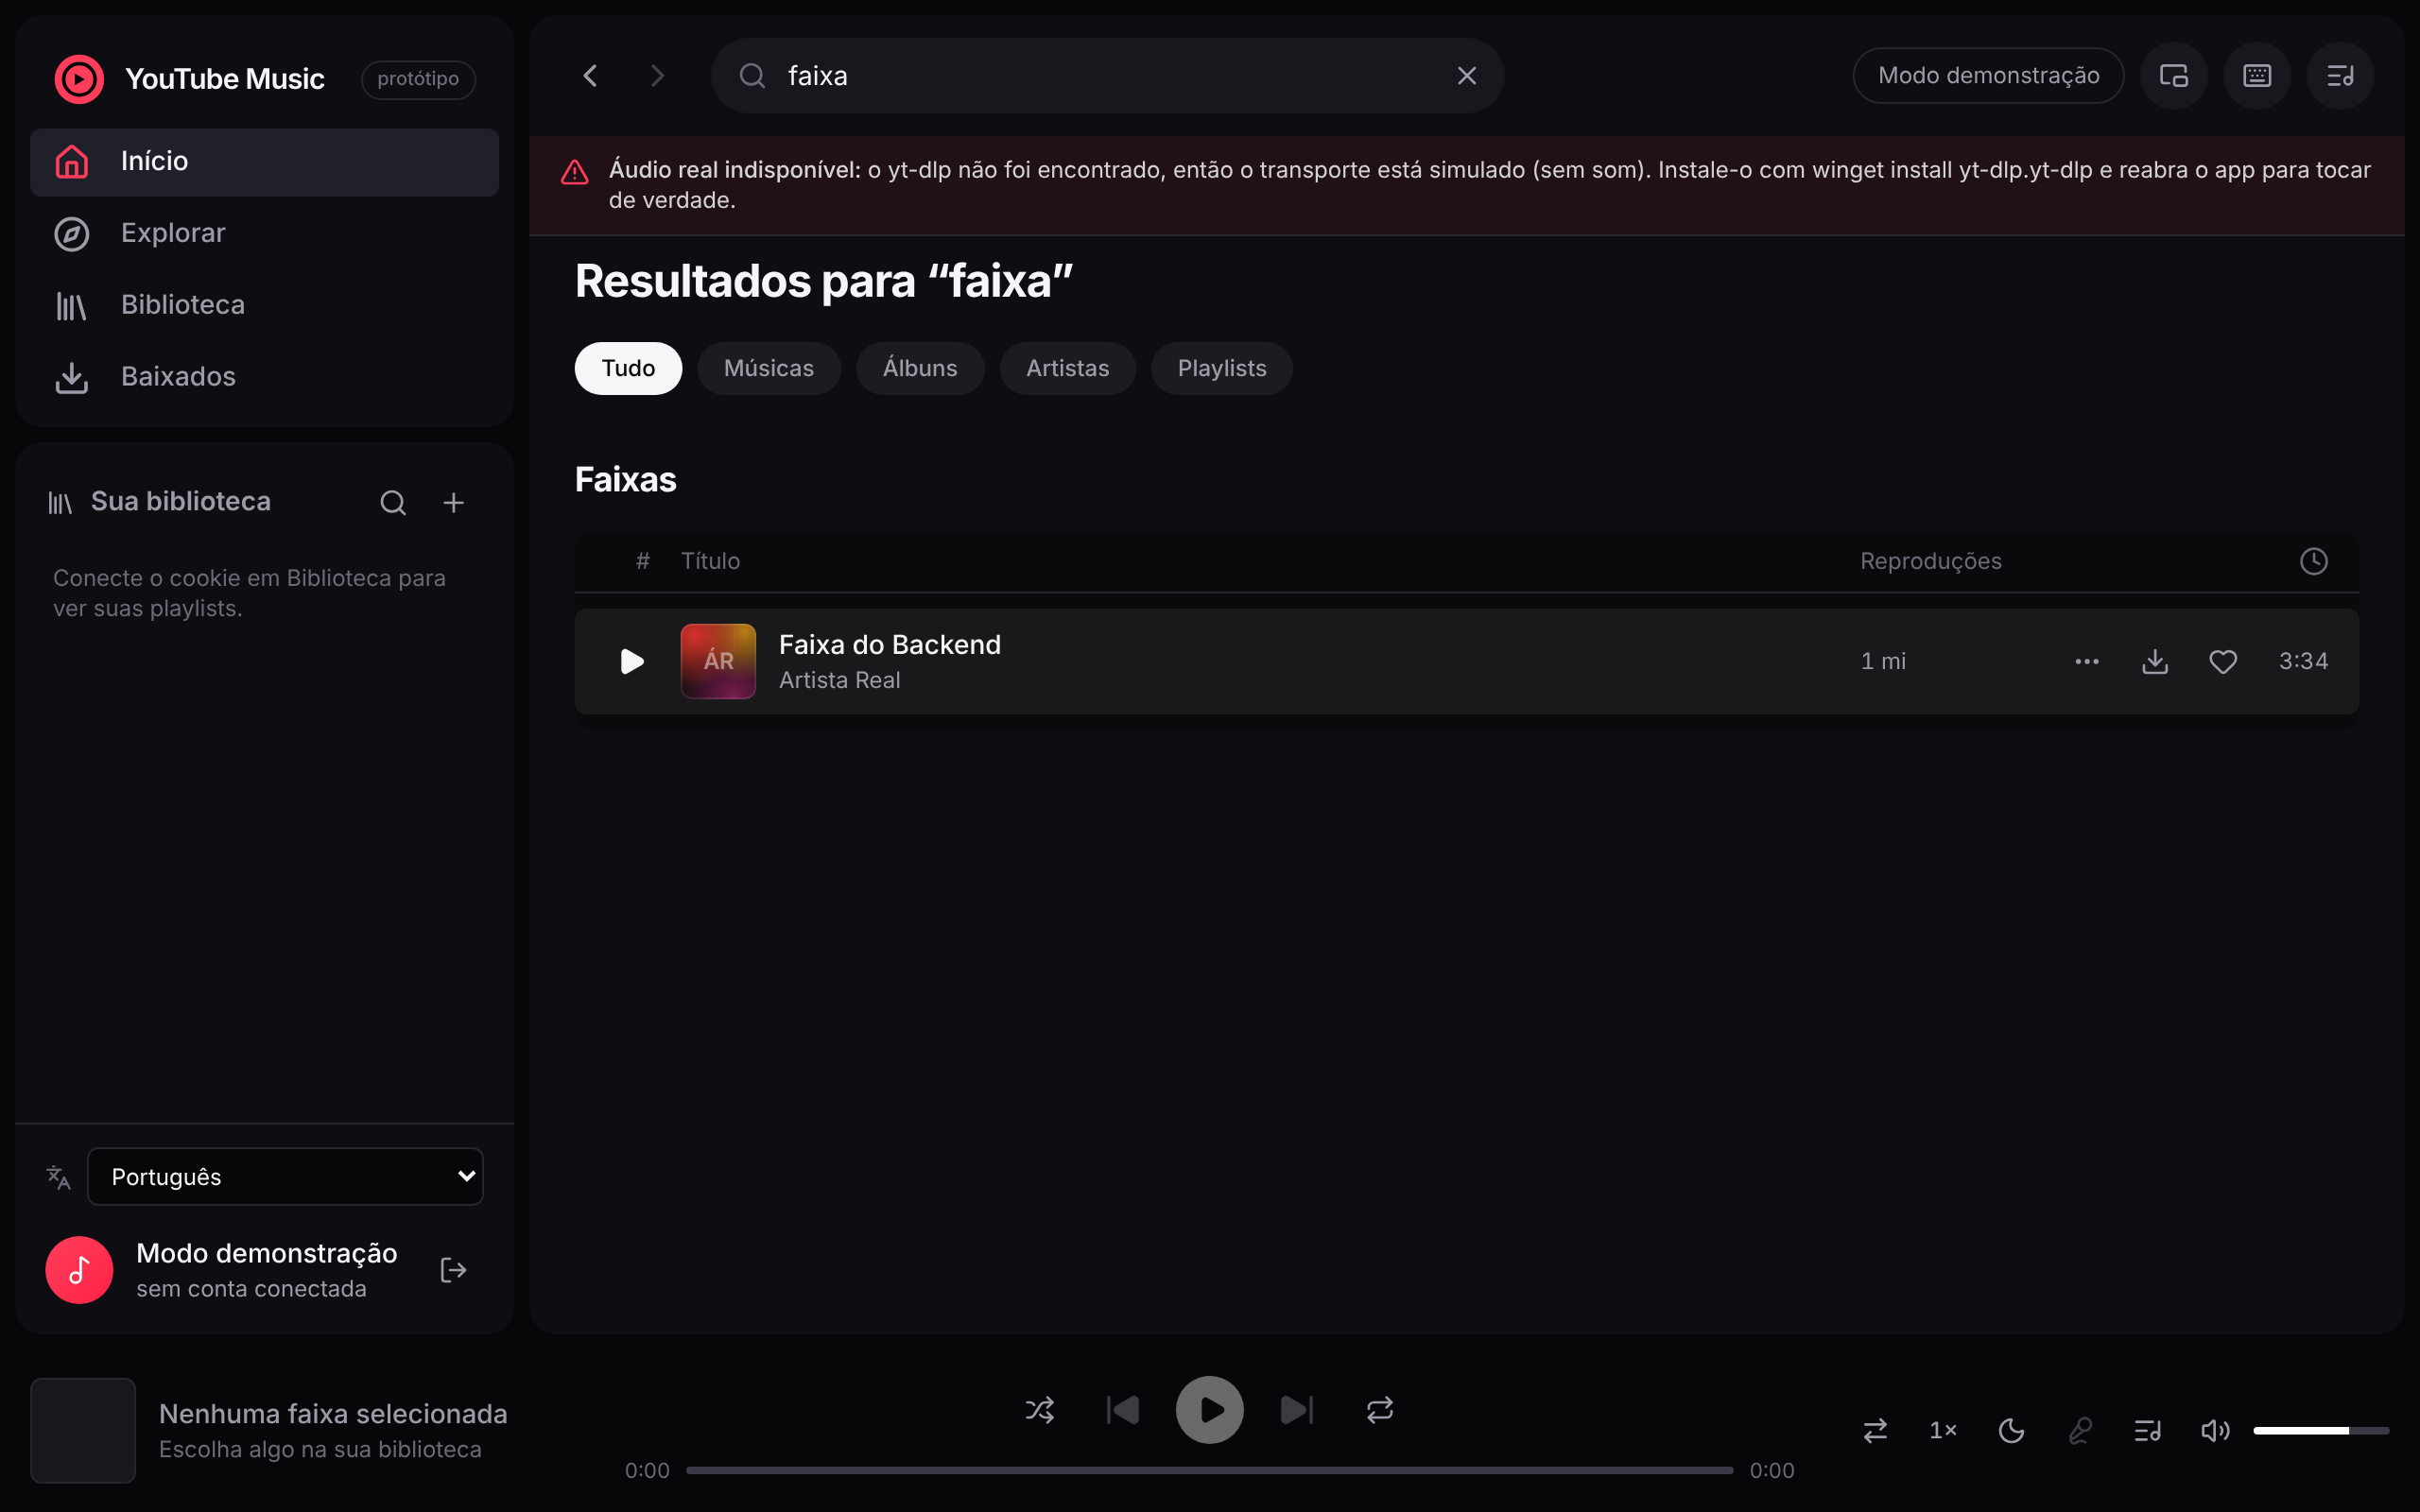 YouTube Music
protótipo
Início
Explorar
Biblioteca
Baixados
Sua biblioteca
Conecte o cookie em Biblioteca para
ver suas playlists.
Português
Modo demonstração
sem conta conectada
faixa
Modo demonstração
Áudio real indisponível: o yt-dlp não foi encontrado, então o transporte está simulado (sem som). Instale-o com winget install yt-dlp.yt-dlp e reabra o app para tocar
de verdade.
Resultados para “faixa”
Tudo
Músicas
Álbuns
Artistas
Playlists
Faixas
# Título Reproduções
ÁR
Faixa do Backend
Artista Real
1 mi
3:34
Nenhuma faixa selecionada
Escolha algo na sua biblioteca
0:00
0:00
1×